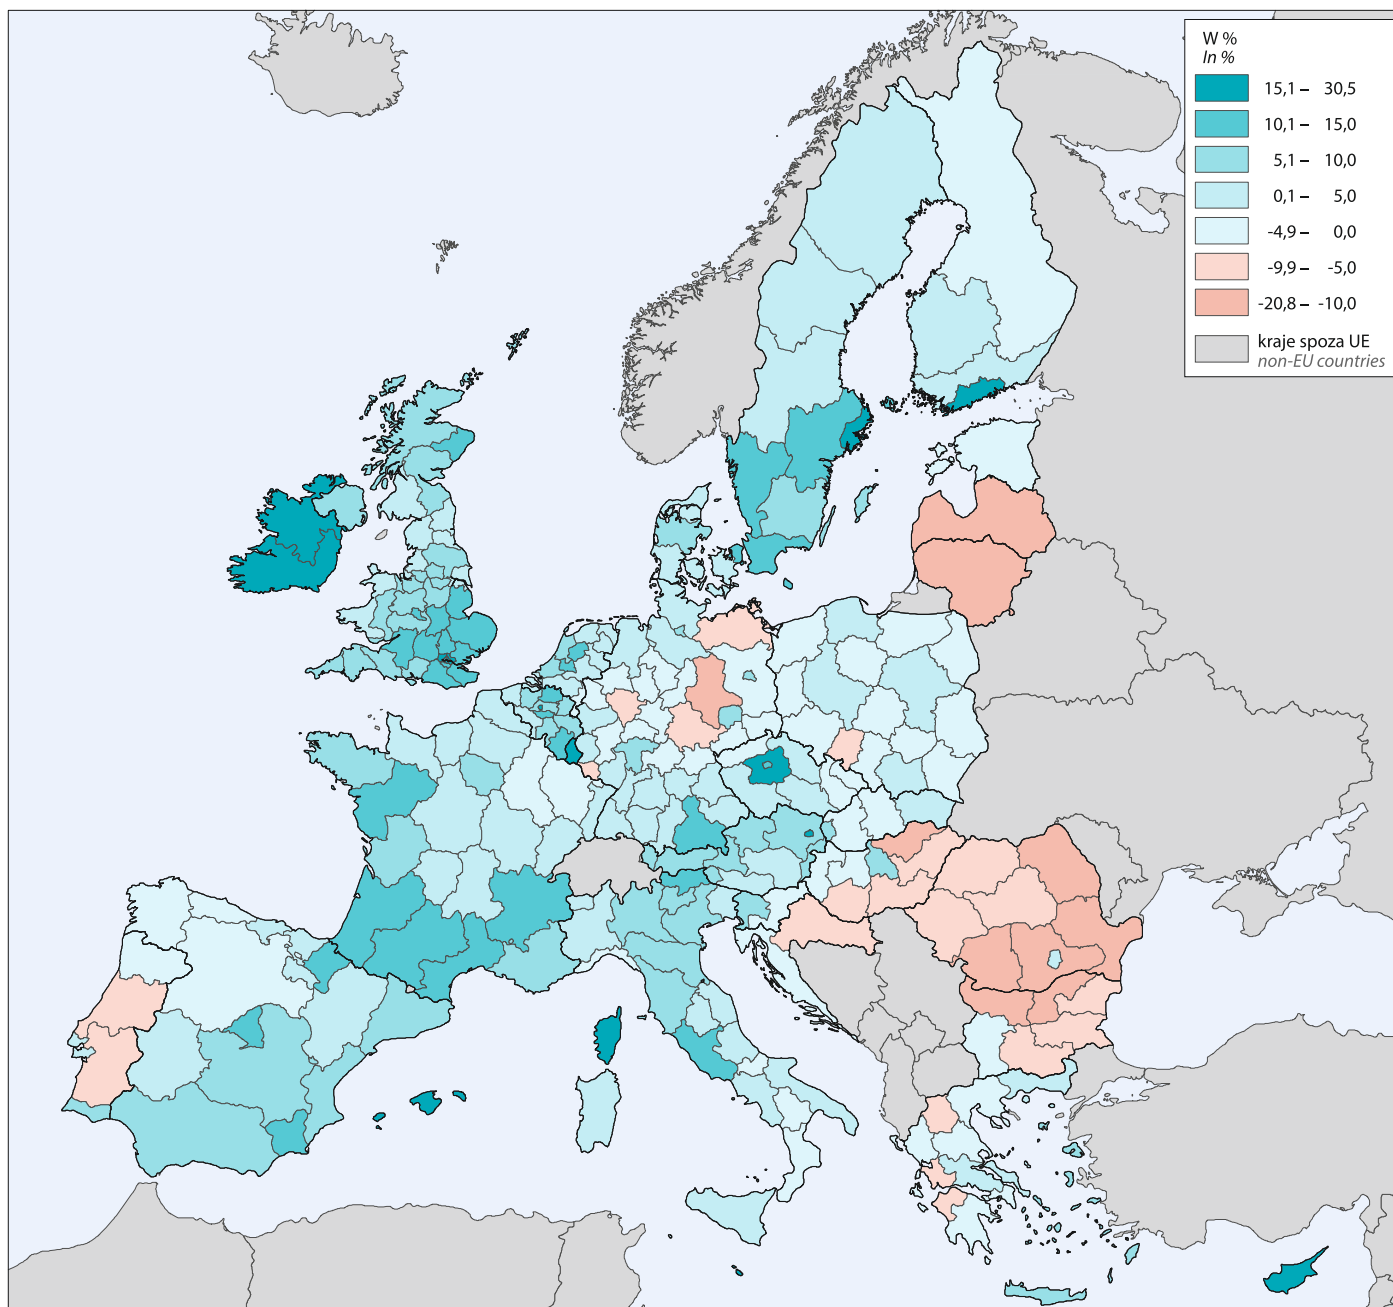 W %
In %
15,1 – 30,5
10,1 – 15,0
5,1 – 10,0
0,1 – 5,0
-4,9 – 0,0
-9,9 – -5,0
-20,8 – -10,0
kraje spoza UE
non-EU countries